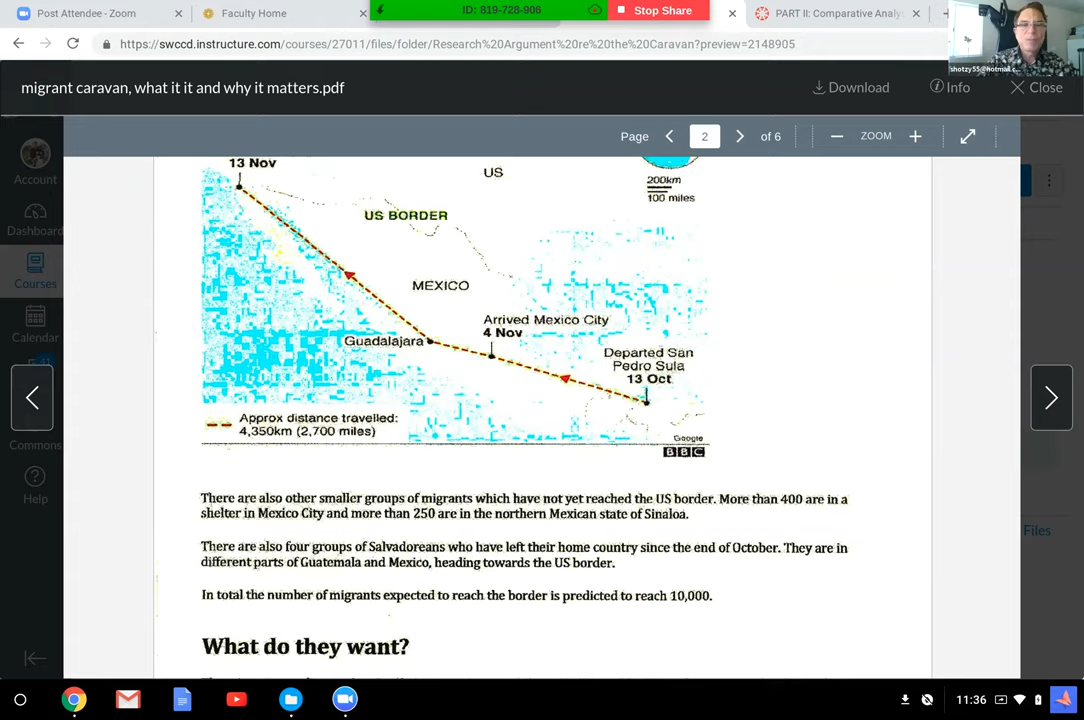 Post Attendee - Zoom
Faculty Home
ID: 819-728-906
Stop Share
PART II: Comparative Analy
https://swccd.instructure.com/courses/27011/files/folder/Research%20Argument%20re%20the%20Caravan?preview=2148905
migrant caravan, what it it and why it matters.pdf
Download
Info
Close
Page
2
of 6
ZOOM
Account
Dashboard
Courses
Calendar
41
Commons
Help
Files
13 Nov
US
200km
100 miles
US BORDER
MEXICO
Arrived Mexico City
4 Nov
Guadalajara
Departed San
Pedro Sula
13 Oct
Approx distance travelled:
4,350km (2,700 miles)
Google
BBC
There are also other smaller groups of migrants which have not yet reached the US border. More than 400 are in a
shelter in Mexico City and more than 250 are in the northern Mexican state of Sinaloa.
There are also four groups of Salvadoreans who have left their home country since the end of October. They are in
different parts of Guatemala and Mexico, heading towards the US border.
In total the number of migrants expected to reach the border is predicted to reach 10,000.
What do they want?
11:36